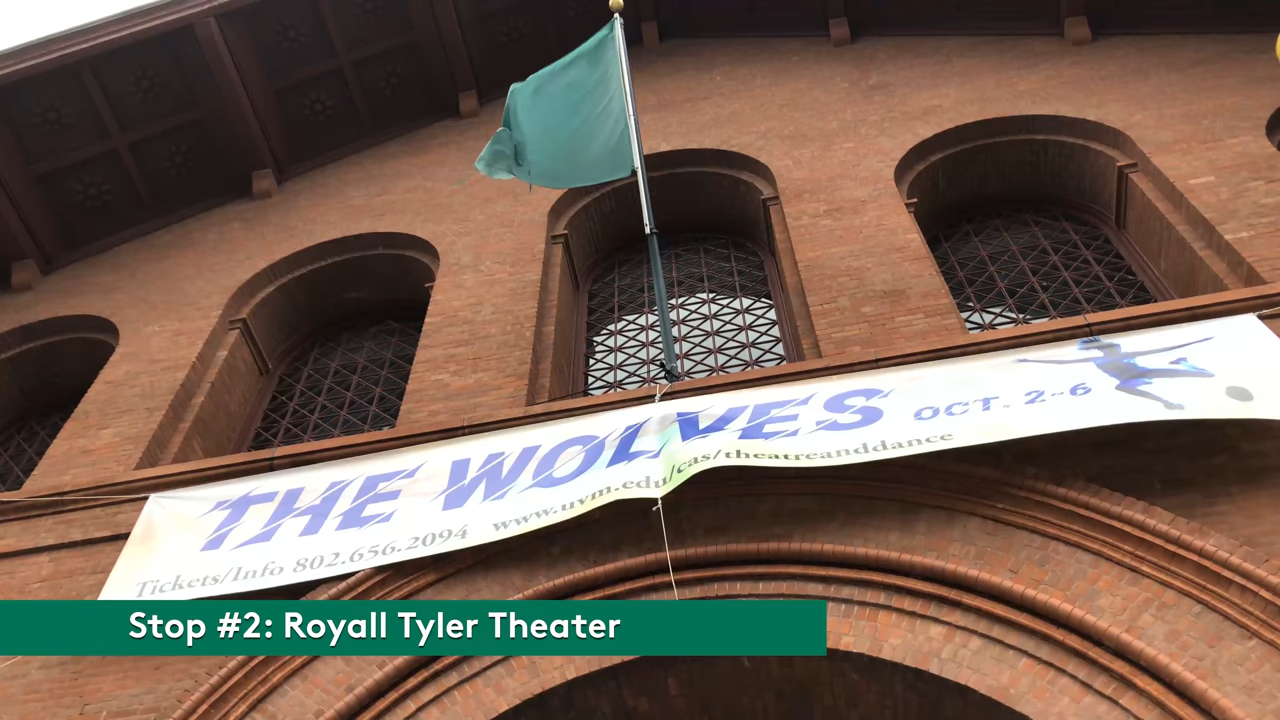 THE WOLVES OCT. 2-6
Tickets/Info 802.656.2094 www.uvm.edu/cas/theatreanddance
Stop #2: Royall Tyler Theater